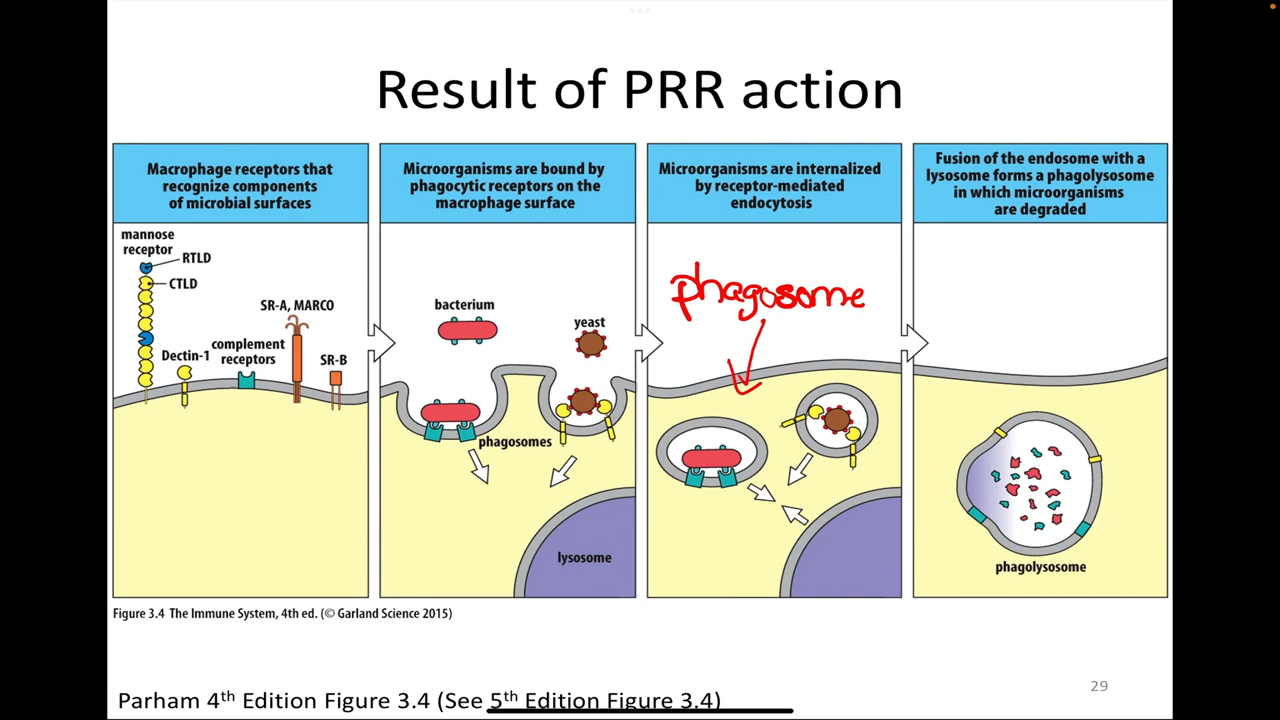 Result of PRR action
Macrophage receptors that
recognize components
of microbial surfaces
mannose
receptor
RTLD
CTLD
SR-A, MARCO
complement
receptors
Dectin-1
SR-B
Microorganisms are bound by
phagocytic receptors on the
macrophage surface
bacterium
yeast
phagosomes
lysosome
Microorganisms are internalized
by receptor-mediated
endocytosis
phagosome
Fusion of the endosome with a
lysosome forms a phagolysosome
in which microorganisms
are degraded
phagolysosome
Figure 3.4 The Immune System, 4th ed. (© Garland Science 2015)
29
Parham 4th Edition Figure 3.4 (See 5th Edition Figure 3.4)